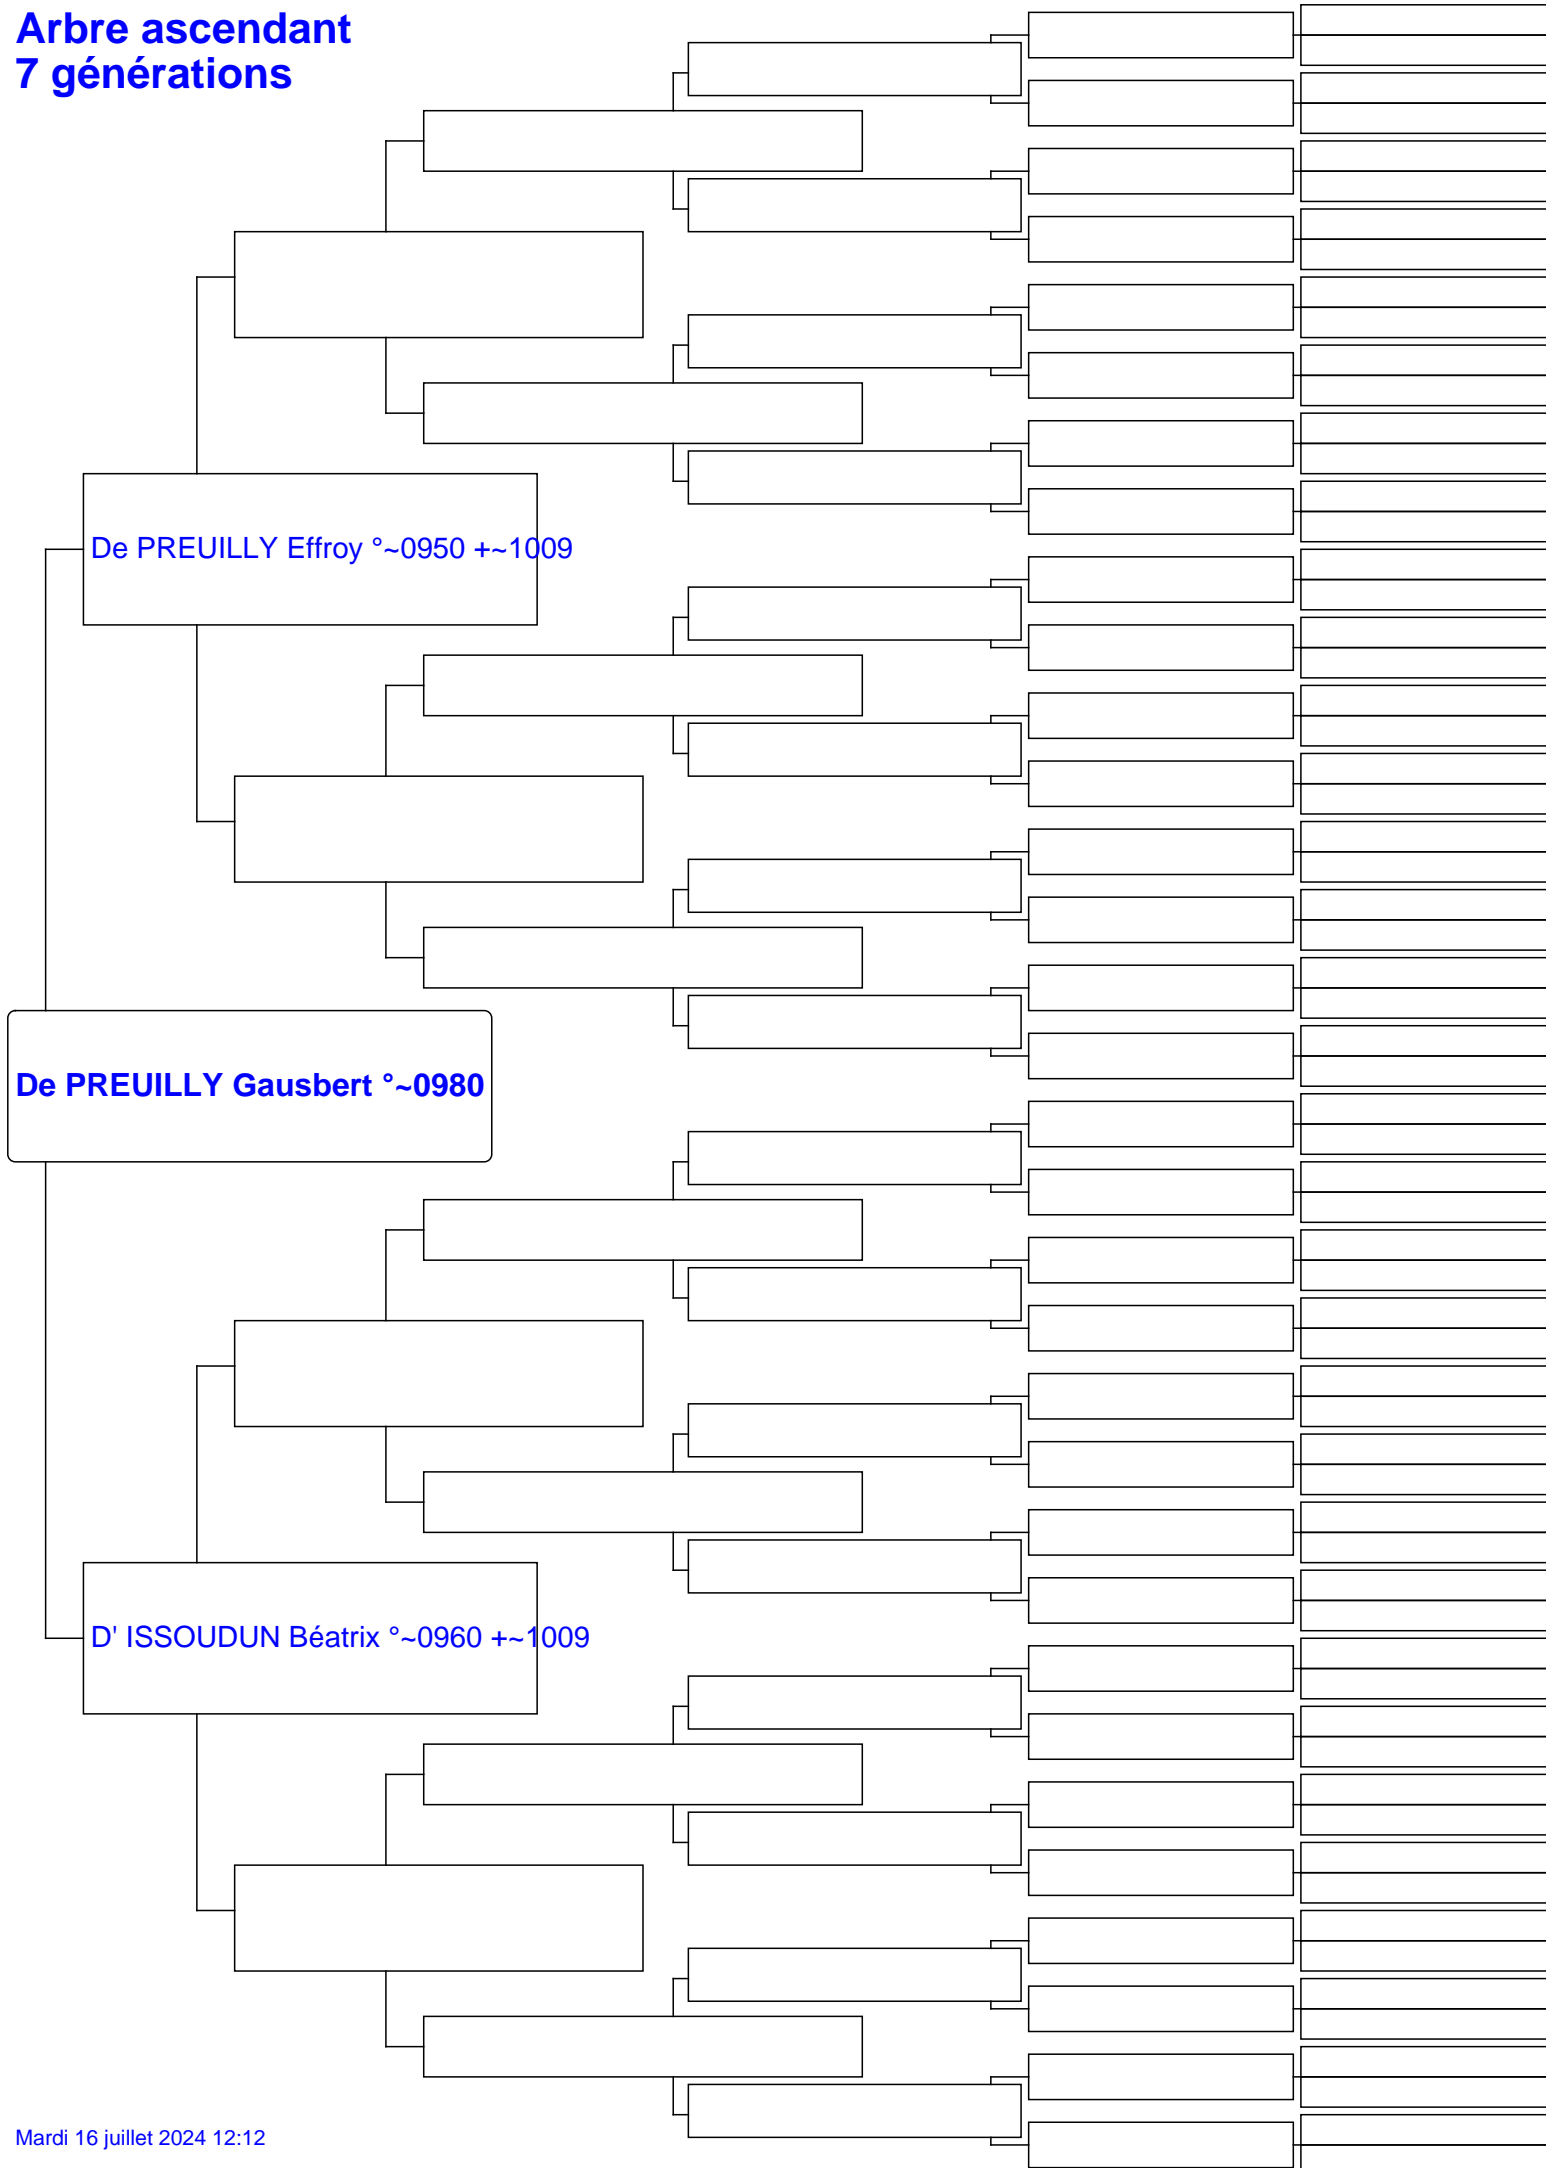 Arbre ascendant
7 générations
De PREUILLY Effroy °~0950 +~1009
De PREUILLY Gausbert °~0980
D' ISSOUDUN Béatrix °~0960 +~1009
Mardi 16 juillet 2024 12:12